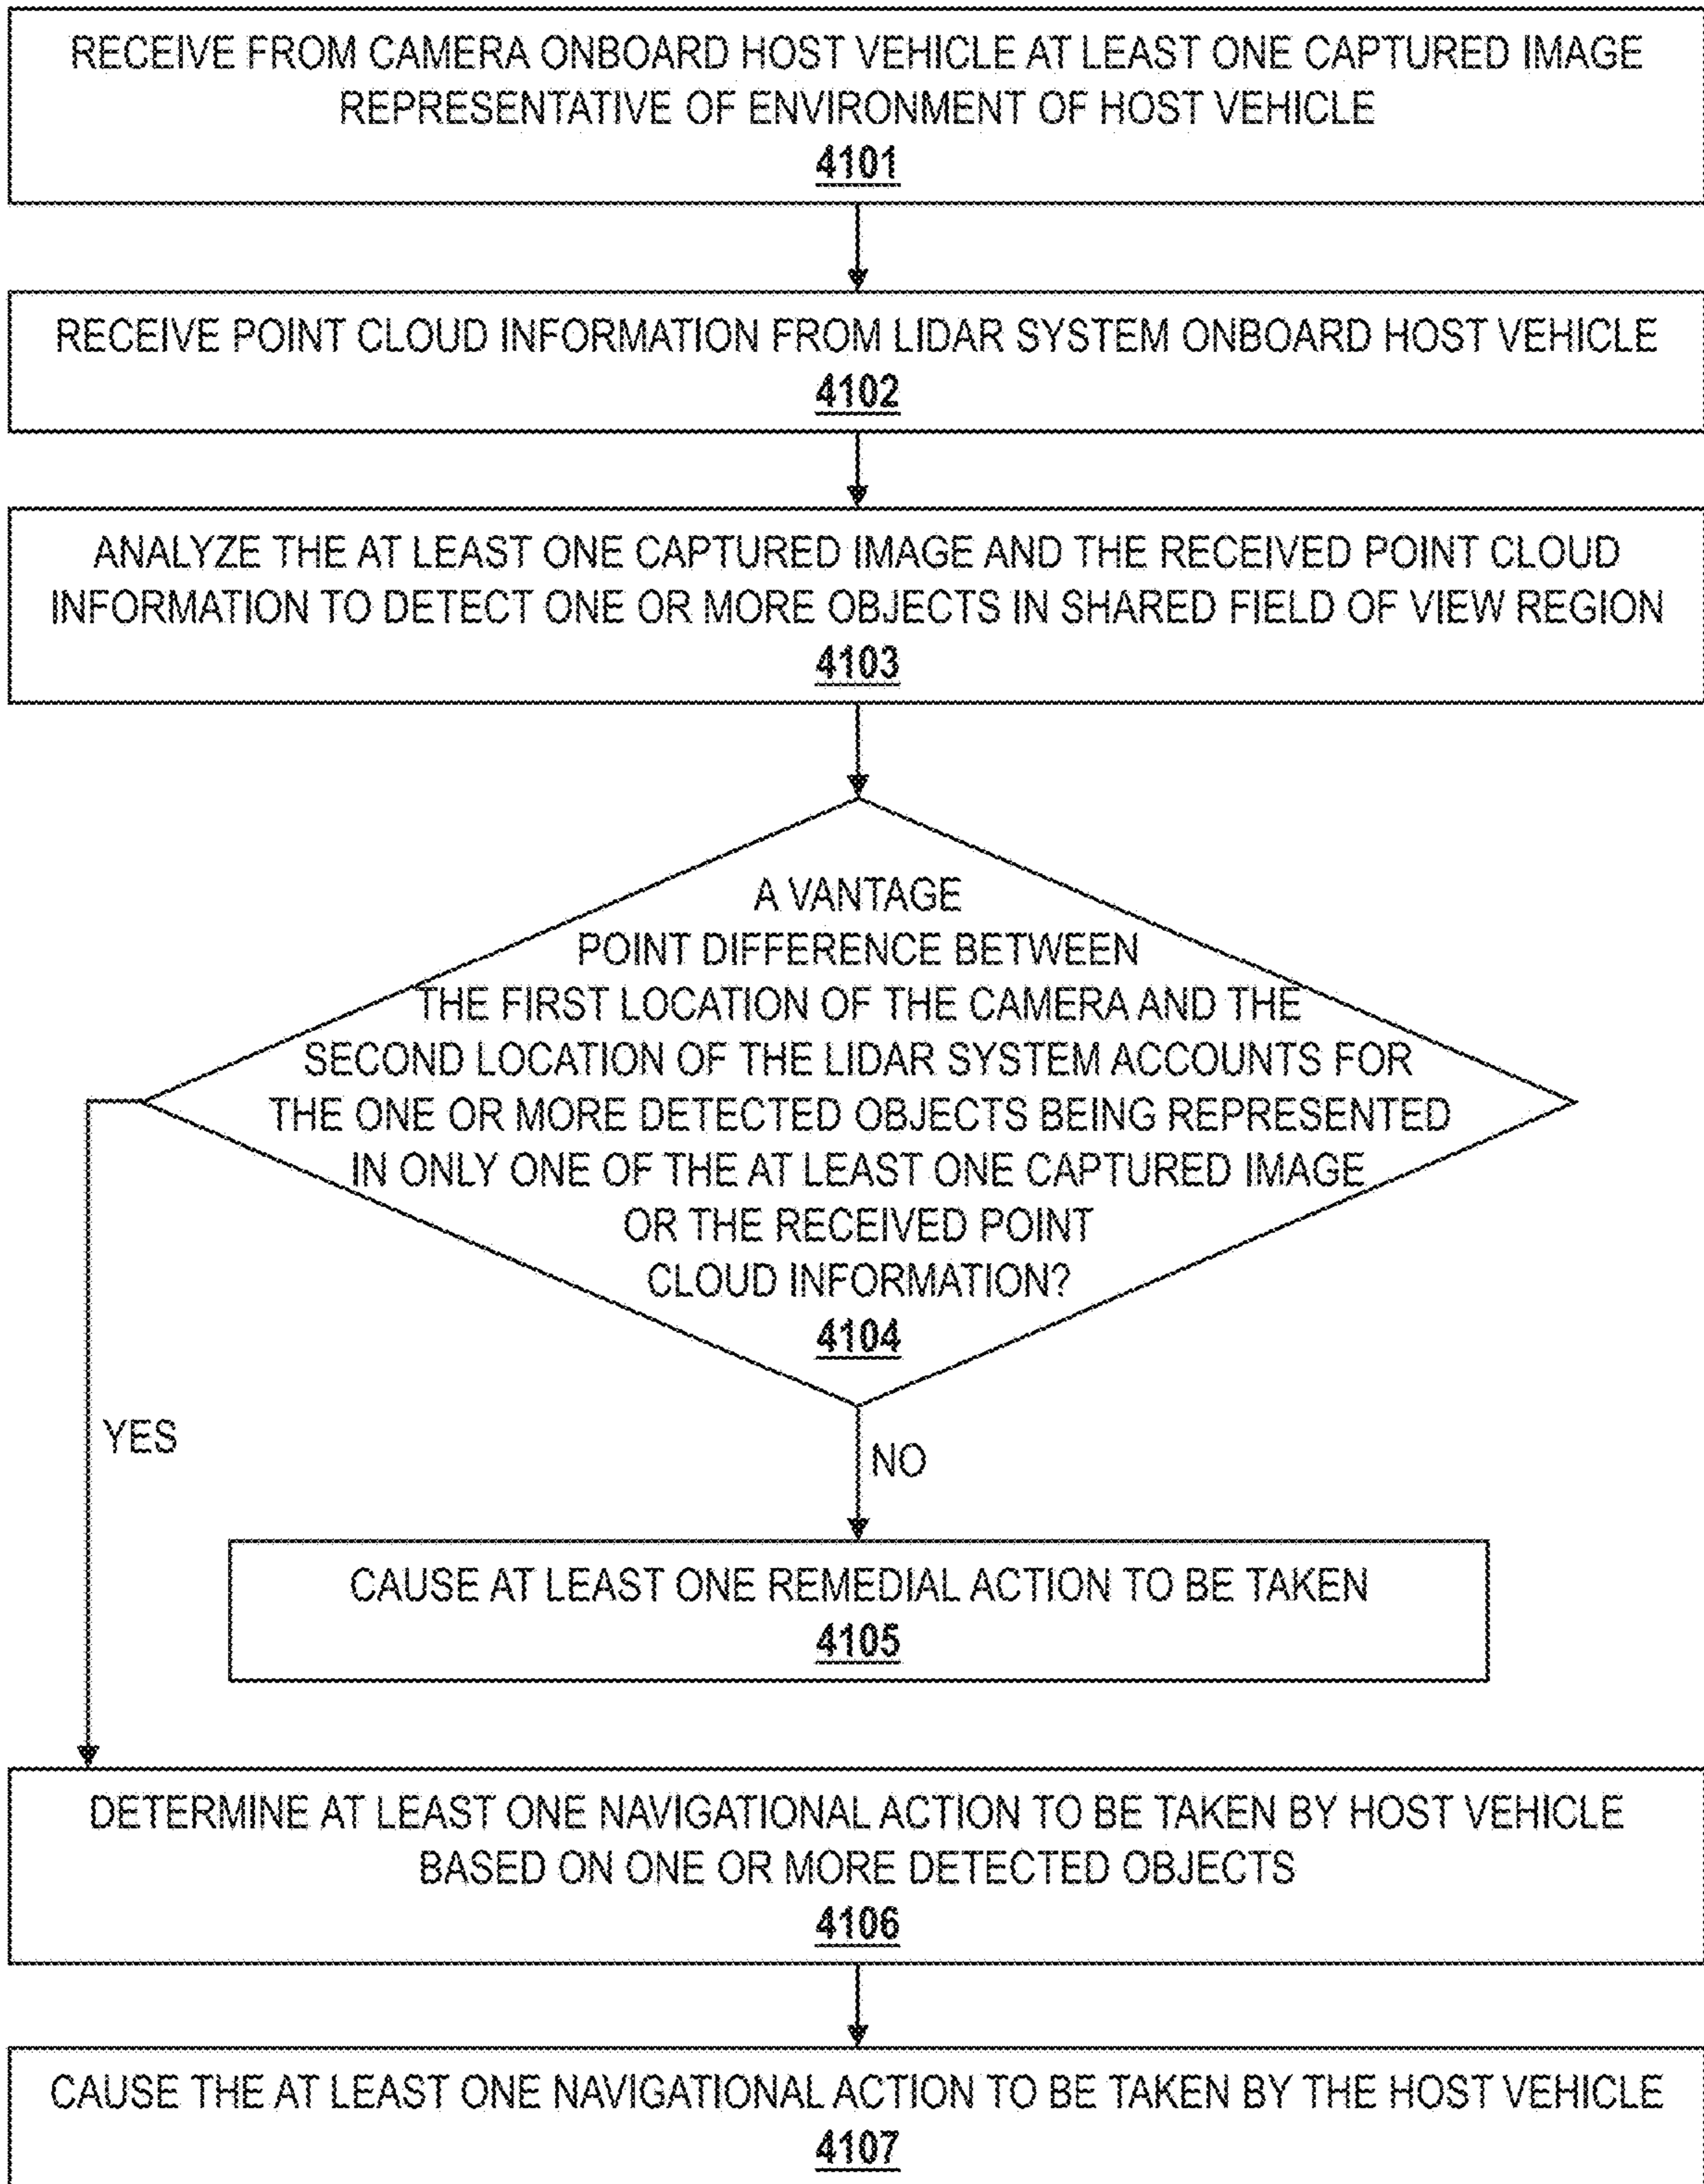 RECEIVE FROM CAMERA ONBOARD HOST VEHICLE AT LEAST ONE CAPTURED IMAGE
REPRESENTATIVE OF ENVIRONMENT OF HOST VEHICLE
4101
RECEIVE POINT CLOUD INFORMATION FROM LIDAR SYSTEM ONBOARD HOST VEHICLE
4102
ANALYZE THE AT LEAST ONE CAPTURED IMAGE AND THE RECEIVED POINT CLOUD
INFORMATION TO DETECT ONE OR MORE OBJECTS IN SHARED FIELD OF VIEW REGION
4103
A VANTAGE
POINT DIFFERENCE BETWEEN
THE FIRST LOCATION OF THE CAMERA AND THE
SECOND LOCATION OF THE LIDAR SYSTEM ACCOUNTS FOR
THE ONE OR MORE DETECTED OBJECTS BEING REPRESENTED
IN ONLY ONE OF THE AT LEAST ONE CAPTURED IMAGE
OR THE RECEIVED POINT
CLOUD INFORMATION?
4104
YES
NO
CAUSE AT LEAST ONE REMEDIAL ACTION TO BE TAKEN
4105
DETERMINE AT LEAST ONE NAVIGATIONAL ACTION TO BE TAKEN BY HOST VEHICLE
BASED ON ONE OR MORE DETECTED OBJECTS
4106
CAUSE THE AT LEAST ONE NAVIGATIONAL ACTION TO BE TAKEN BY THE HOST VEHICLE
4107